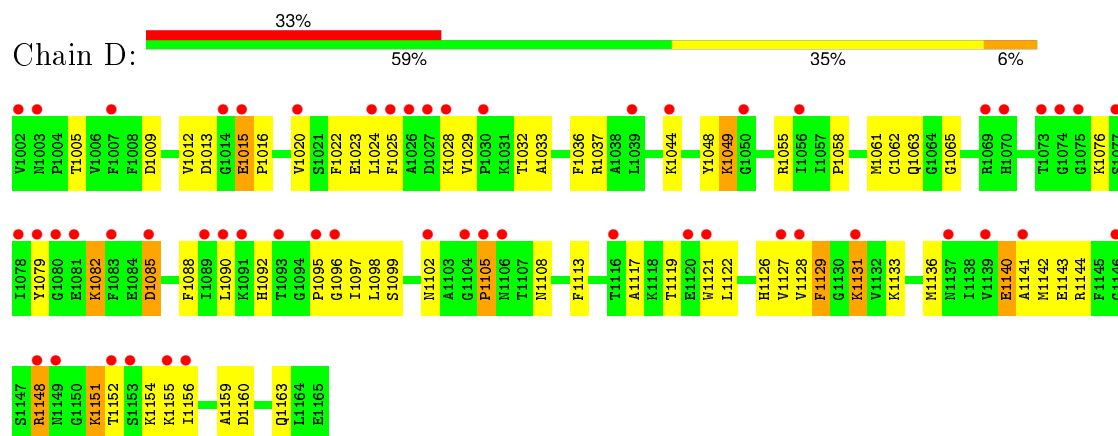 33%
Chain D:
59% 35% 6%
V1002 N1003 P1004 T1005 V1006 F1007 F1008 D1009 V1012 D1013 G1014 E1015 P1016 V1020 S1021 F1022 E1023 L1024 F1025 A1026 D1027 K1028 V1029 P1030 K1031 T1032 A1033 F1036 R1037 A1038 L1039 K1044 Y1048 K1049 G1050 R1055 I1056 I1057 P1058 M1061 C1062 Q1063 G1064 G1065 R1069 H1070 T1073 G1074 G1075 K1076 S1077
I1078 Y1079 G1080 E1081 K1082 F1083 E1084 D1085 F1088 I1089 L1090 K1091 H1092 T1093 G1094 P1095 G1096 I1097 L1098 S1099 N1102 A1103 G1104 P1105 N1106 T1107 N1108 F1113 T1116 A1117 K1118 T1119 E1120 W1121 L1122 H1126 V1127 V1128 F1129 G1130 K1131 V1132 K1133 M1136 N1137 I1138 V1139 E1140 A1141 M1142 E1143 R1144 F1145 G1146
S1147 R1148 N1149 G1150 K1151 T1152 S1153 K1154 K1155 I1156 A1159 D1160 Q1163 L1164 E1165